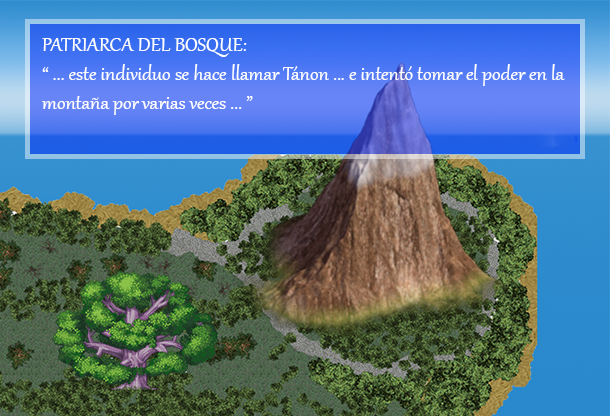 PATRIARCA DEL BOSQUE:
“ ... este individuo se hace llamar Tánon ... e intentó tomar el poder en la
montaña por varias veces ... ”